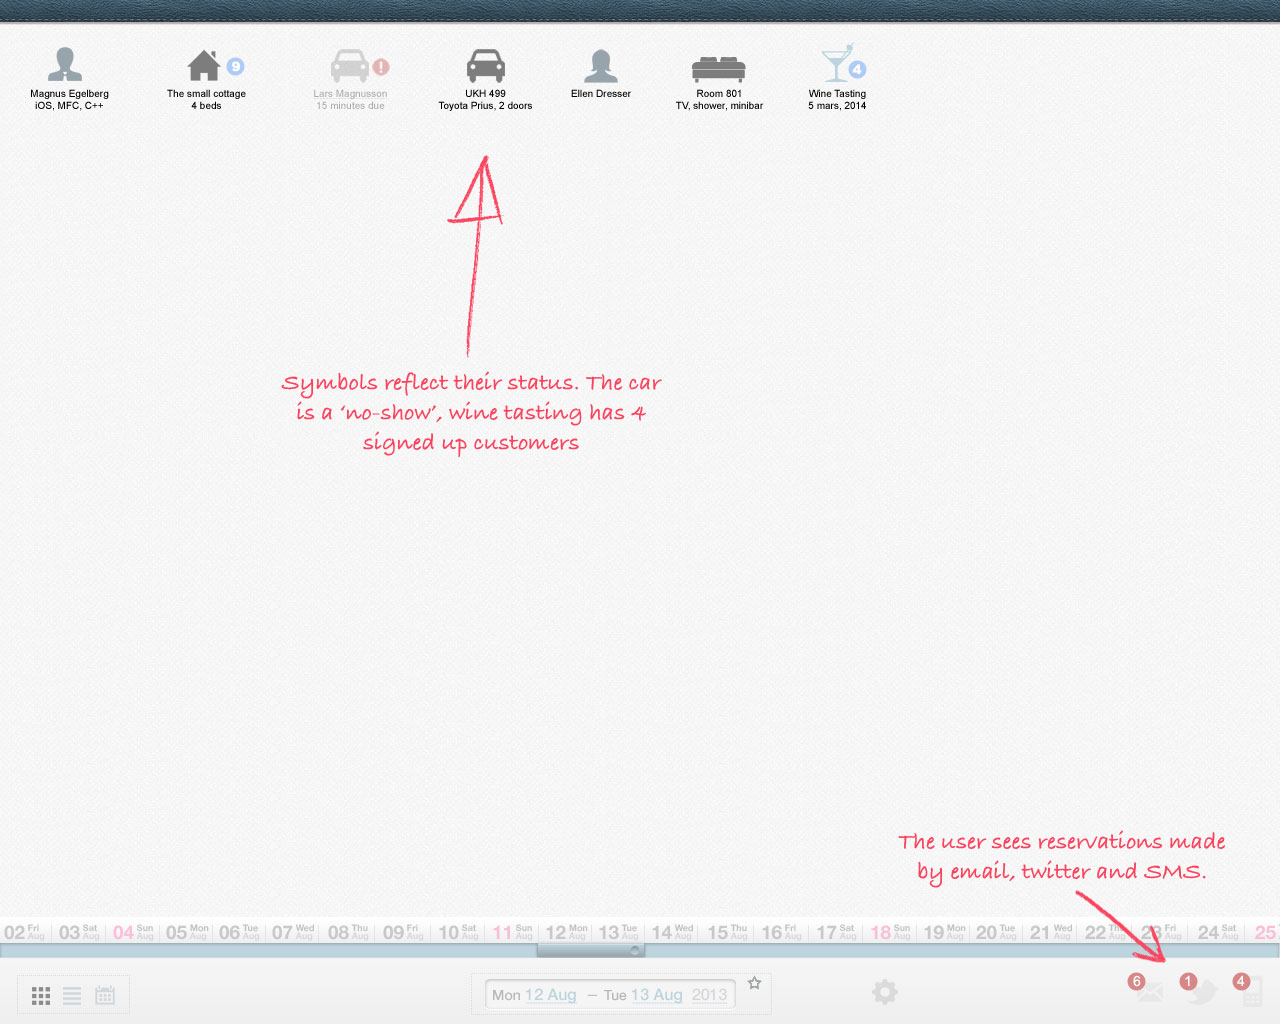 Magnus Egelberg
iOS, MFC, C++
9
The small cottage
4 beds
!
Lars Magnusson
15 minutes due
UKH 499
Toyota Prius, 2 doors
Ellen Dresser
Room 801
TV, shower, minibar
4
Wine Tasting
5 mars, 2014
Symbols reflect their status. The car
is a ‘no-show’, wine tasting has 4
signed up customers
The user sees reservations made
by email, twitter and SMS.
02 Fri Aug 03 Sat Aug 04 Sun Aug 05 Mon Aug 06 Tue Aug 07 Wed Aug 08 Thu Aug 09 Fri Aug 10 Sat Aug 11 Sun Aug 12 Mon Aug 13 Tue Aug 14 Wed Aug 15 Thu Aug 16 Fri Aug 17 Sat Aug 18 Sun Aug 19 Mon Aug 20 Tue Aug 21 Wed Aug 22 Thu Aug 23 Fri Aug 24 Sat Aug 25
Mon 12 Aug – Tue 13 Aug 2013
6 1 4